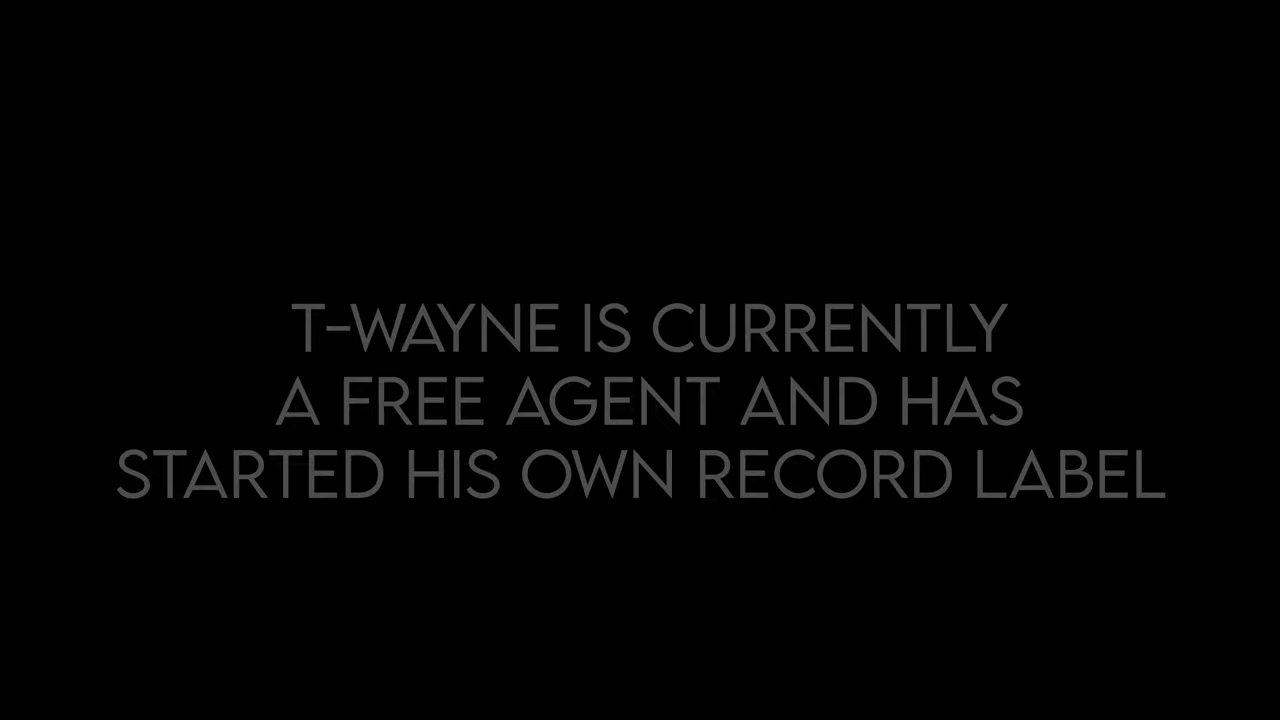 T-WAYNE IS CURRENTLY
A FREE AGENT AND HAS
STARTED HIS OWN RECORD LABEL